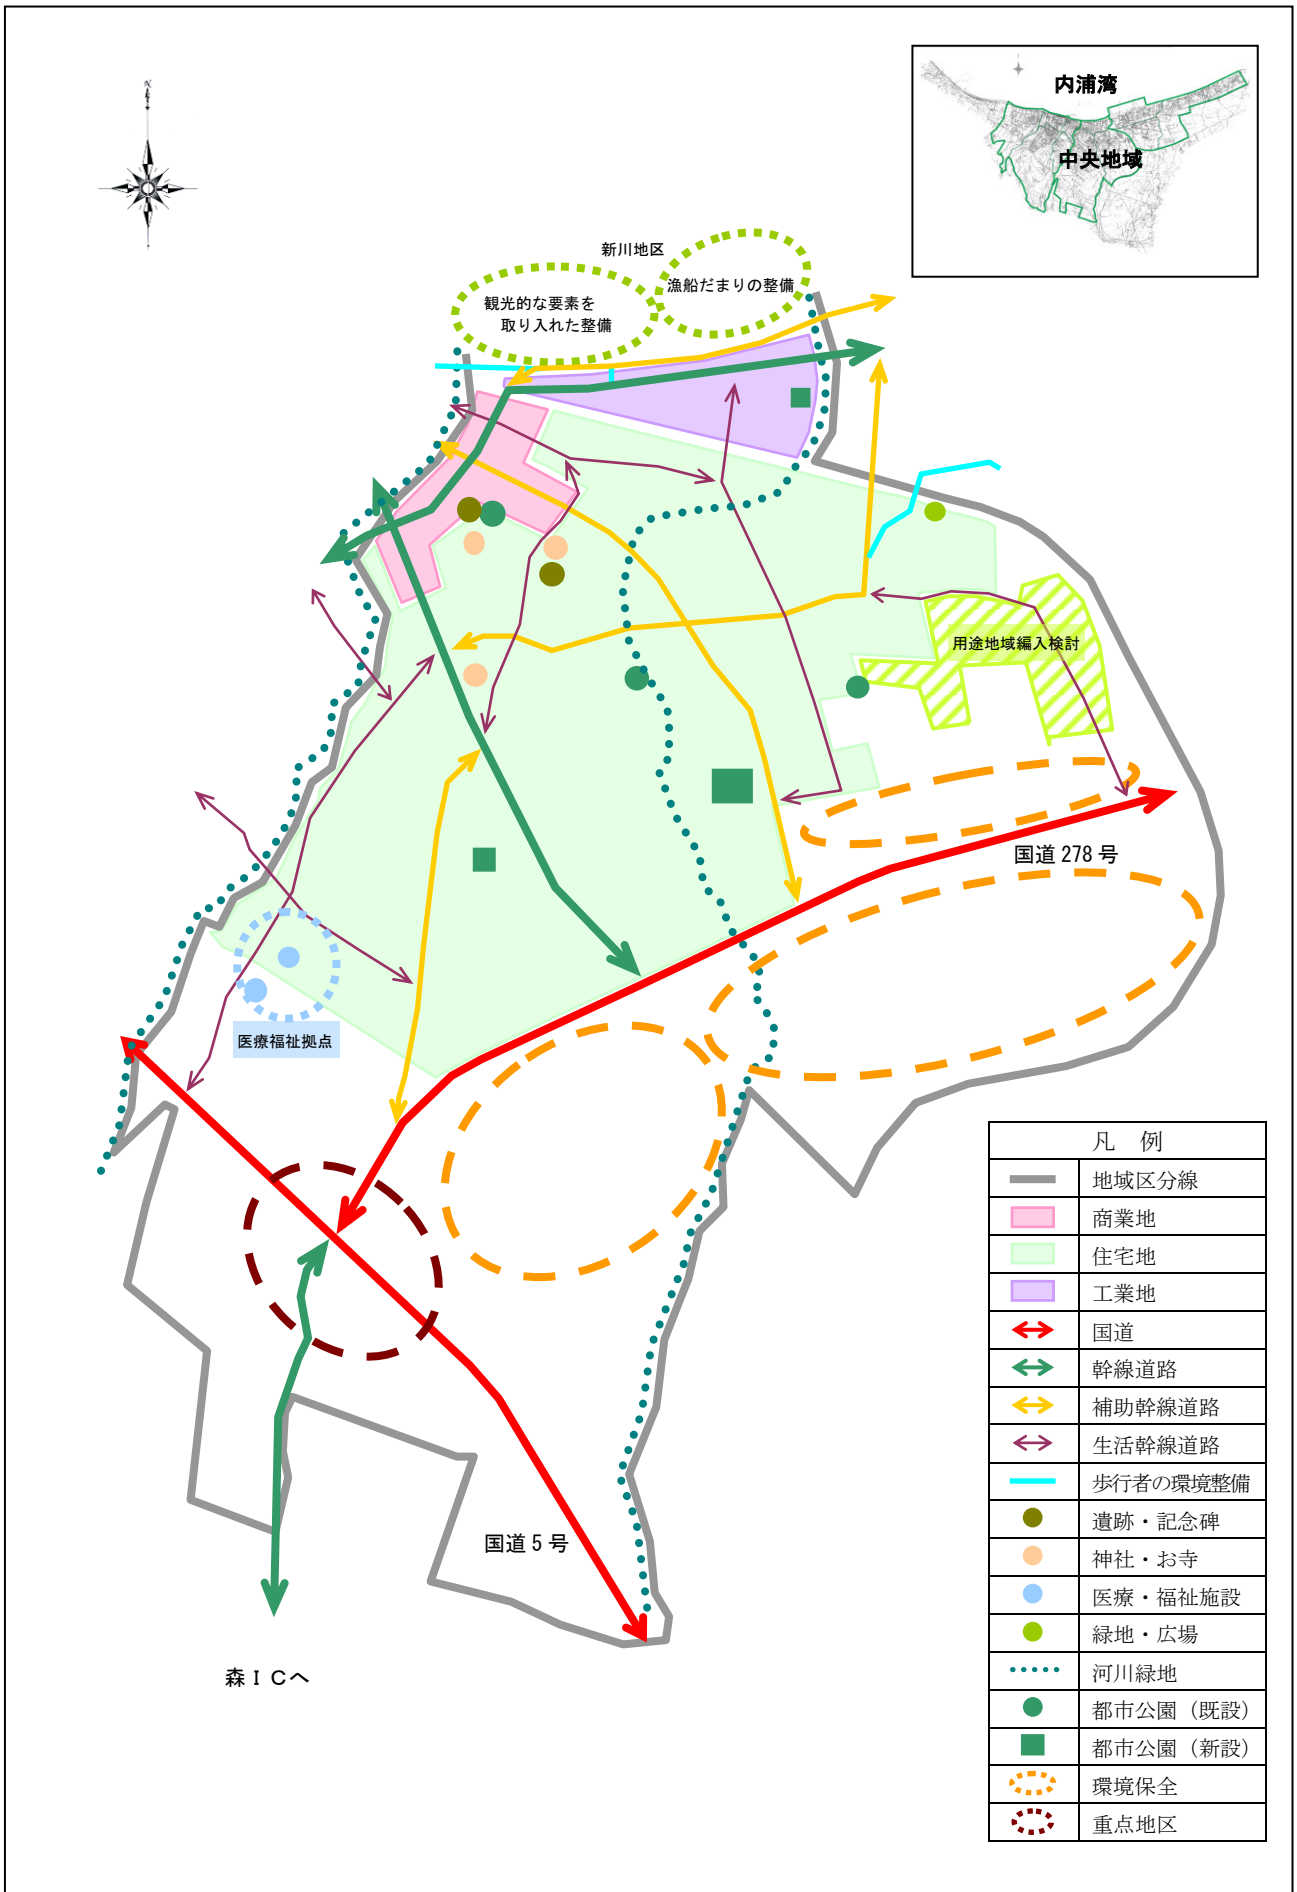 内浦湾
中央地域
新川地区
漁船だまりの整備
観光的な要素を
取り入れた整備
用途地域編入検討
国道 278 号
医療福祉拠点
国道 5 号
森ＩＣへ
凡 例
地域区分線
商業地
住宅地
工業地
国道
幹線道路
補助幹線道路
生活幹線道路
歩行者の環境整備
遺跡・記念碑
神社・お寺
医療・福祉施設
緑地・広場
河川緑地
都市公園（既設）
都市公園（新設）
環境保全
重点地区